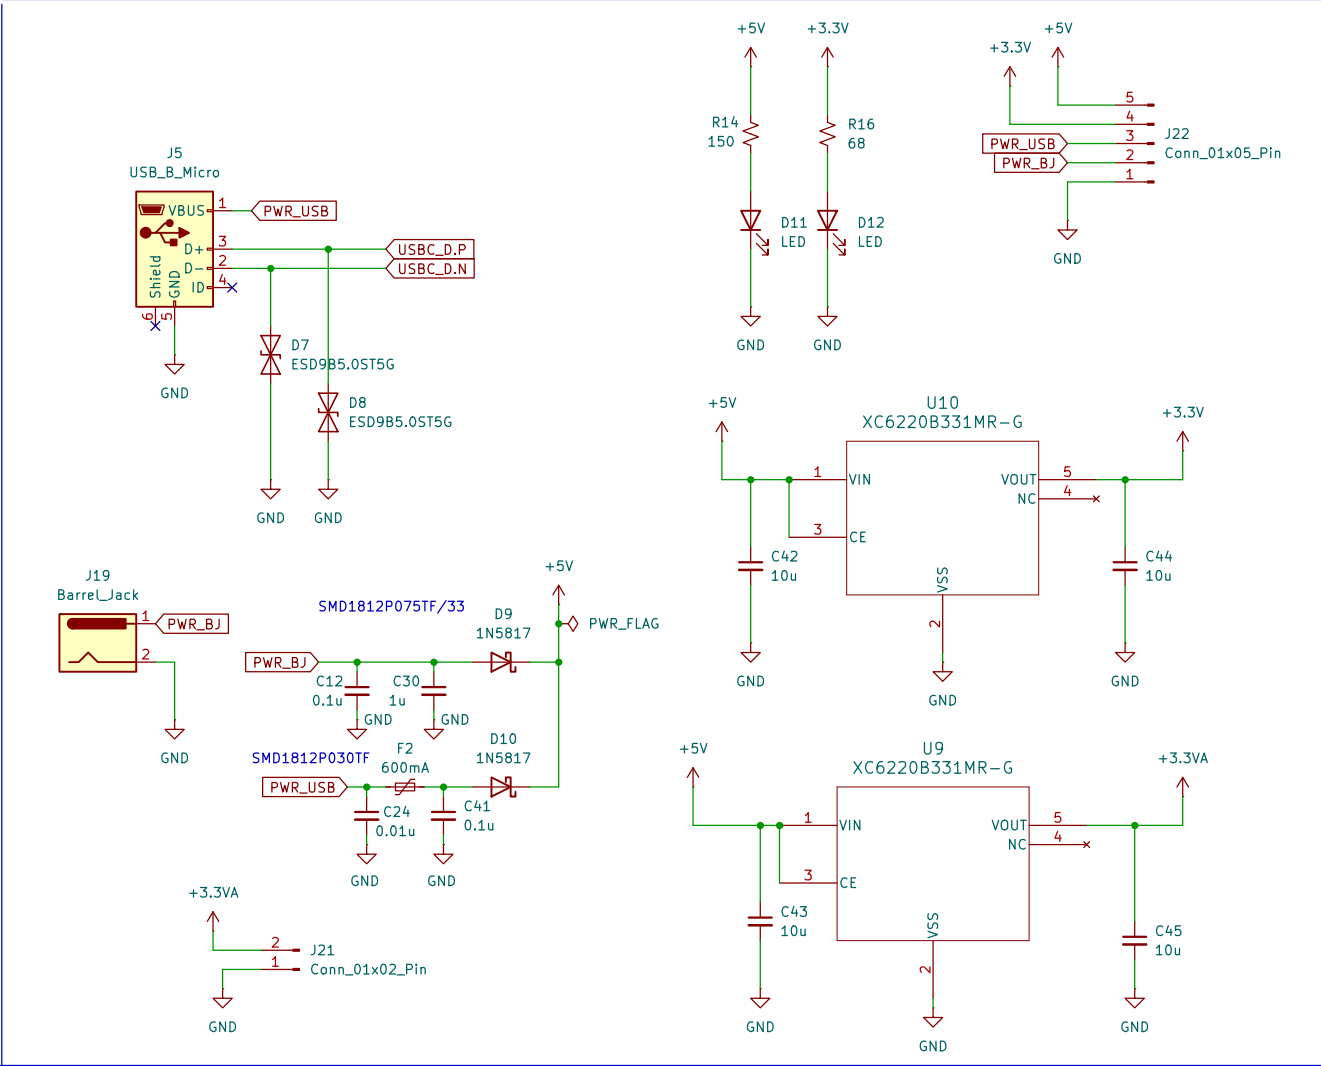 J5
USB_B_Micro
VBUS
1
PWR_USB
D+
3
USBC_D.P
D-
2
USBC_D.N
ID
4
Shield
GND
6
5
GND
D7
ESD9B5.0ST5G
D8
ESD9B5.0ST5G
GND
GND
+5V
+3.3V
R14
150
R16
68
D11
LED
D12
LED
GND
GND
+3.3V
+5V
5
4
PWR_USB
3
PWR_BJ
2
1
J22
Conn_01x05_Pin
GND
J19
Barrel_Jack
1
PWR_BJ
2
GND
+5V
PWR_FLAG
SMD1812P075TF/33
D9
1N5817
PWR_BJ
C12
0.1u
GND
C30
1u
GND
SMD1812P030TF
F2
600mA
D10
1N5817
PWR_USB
C24
0.01u
C41
0.1u
GND
GND
+3.3VA
2
1
J21
Conn_01x02_Pin
GND
+5V
U10
XC6220B331MR-G
+3.3V
1
VIN
VOUT
5
NC
4
3
CE
VSS
2
C42
10u
C44
10u
GND
GND
GND
+5V
U9
XC6220B331MR-G
+3.3VA
1
VIN
VOUT
5
NC
4
3
CE
VSS
2
C43
10u
C45
10u
GND
GND
GND